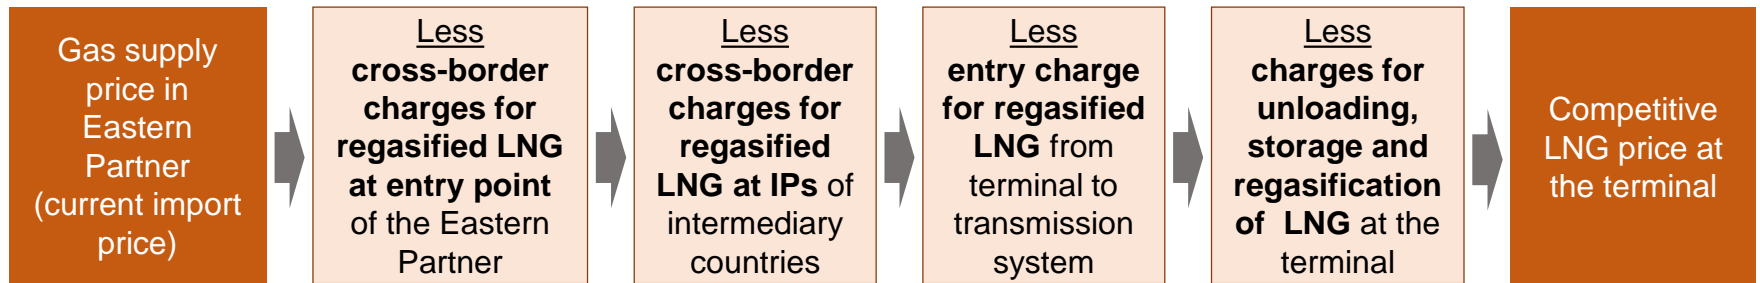 Gas supply
price in
Eastern
Partner
(current import
price)
Less
cross-border
charges for
regasified LNG
at entry point
of the Eastern
Partner
Less
cross-border
charges for
regasified
LNG at IPs of
intermediary
countries
Less
entry charge
for regasified
LNG from
terminal to
transmission
system
Less
charges for
unloading,
storage and
regasification
of LNG at the
terminal
Competitive
LNG price at
the terminal